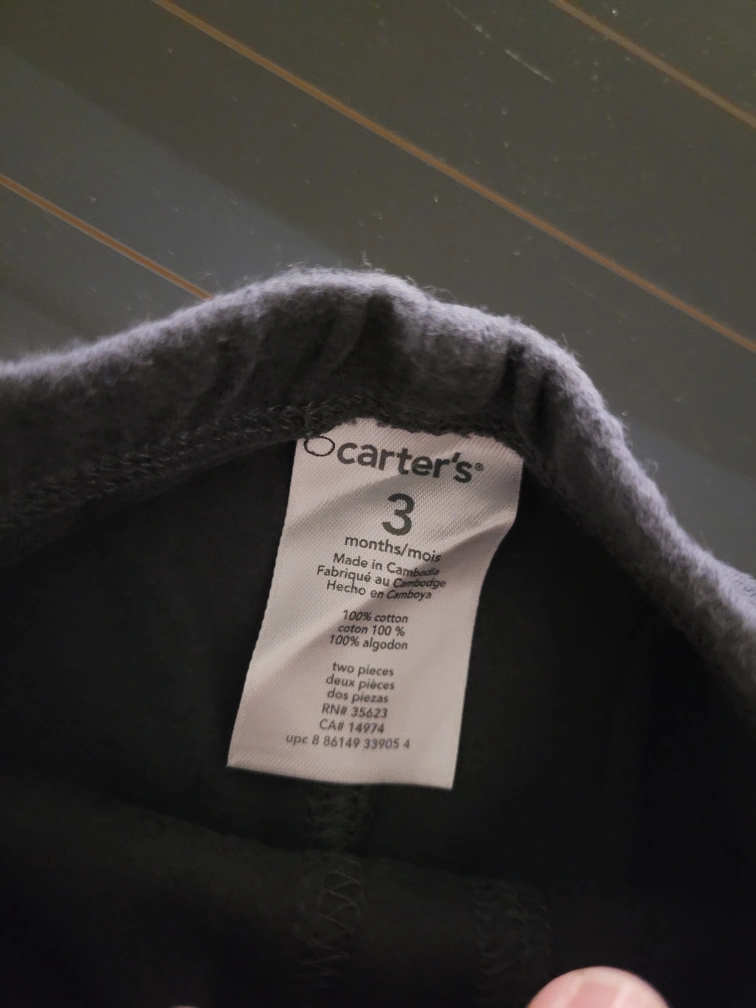 carter's®
3
months/mois
Made in Cambodia
Fabriqué au Cambodge
Hecho en Camboya
100% cotton
coton 100 %
100% algodon
two pieces
deux pièces
dos piezas
RN# 35623
CA# 14974
upc 8 86149 33905 4